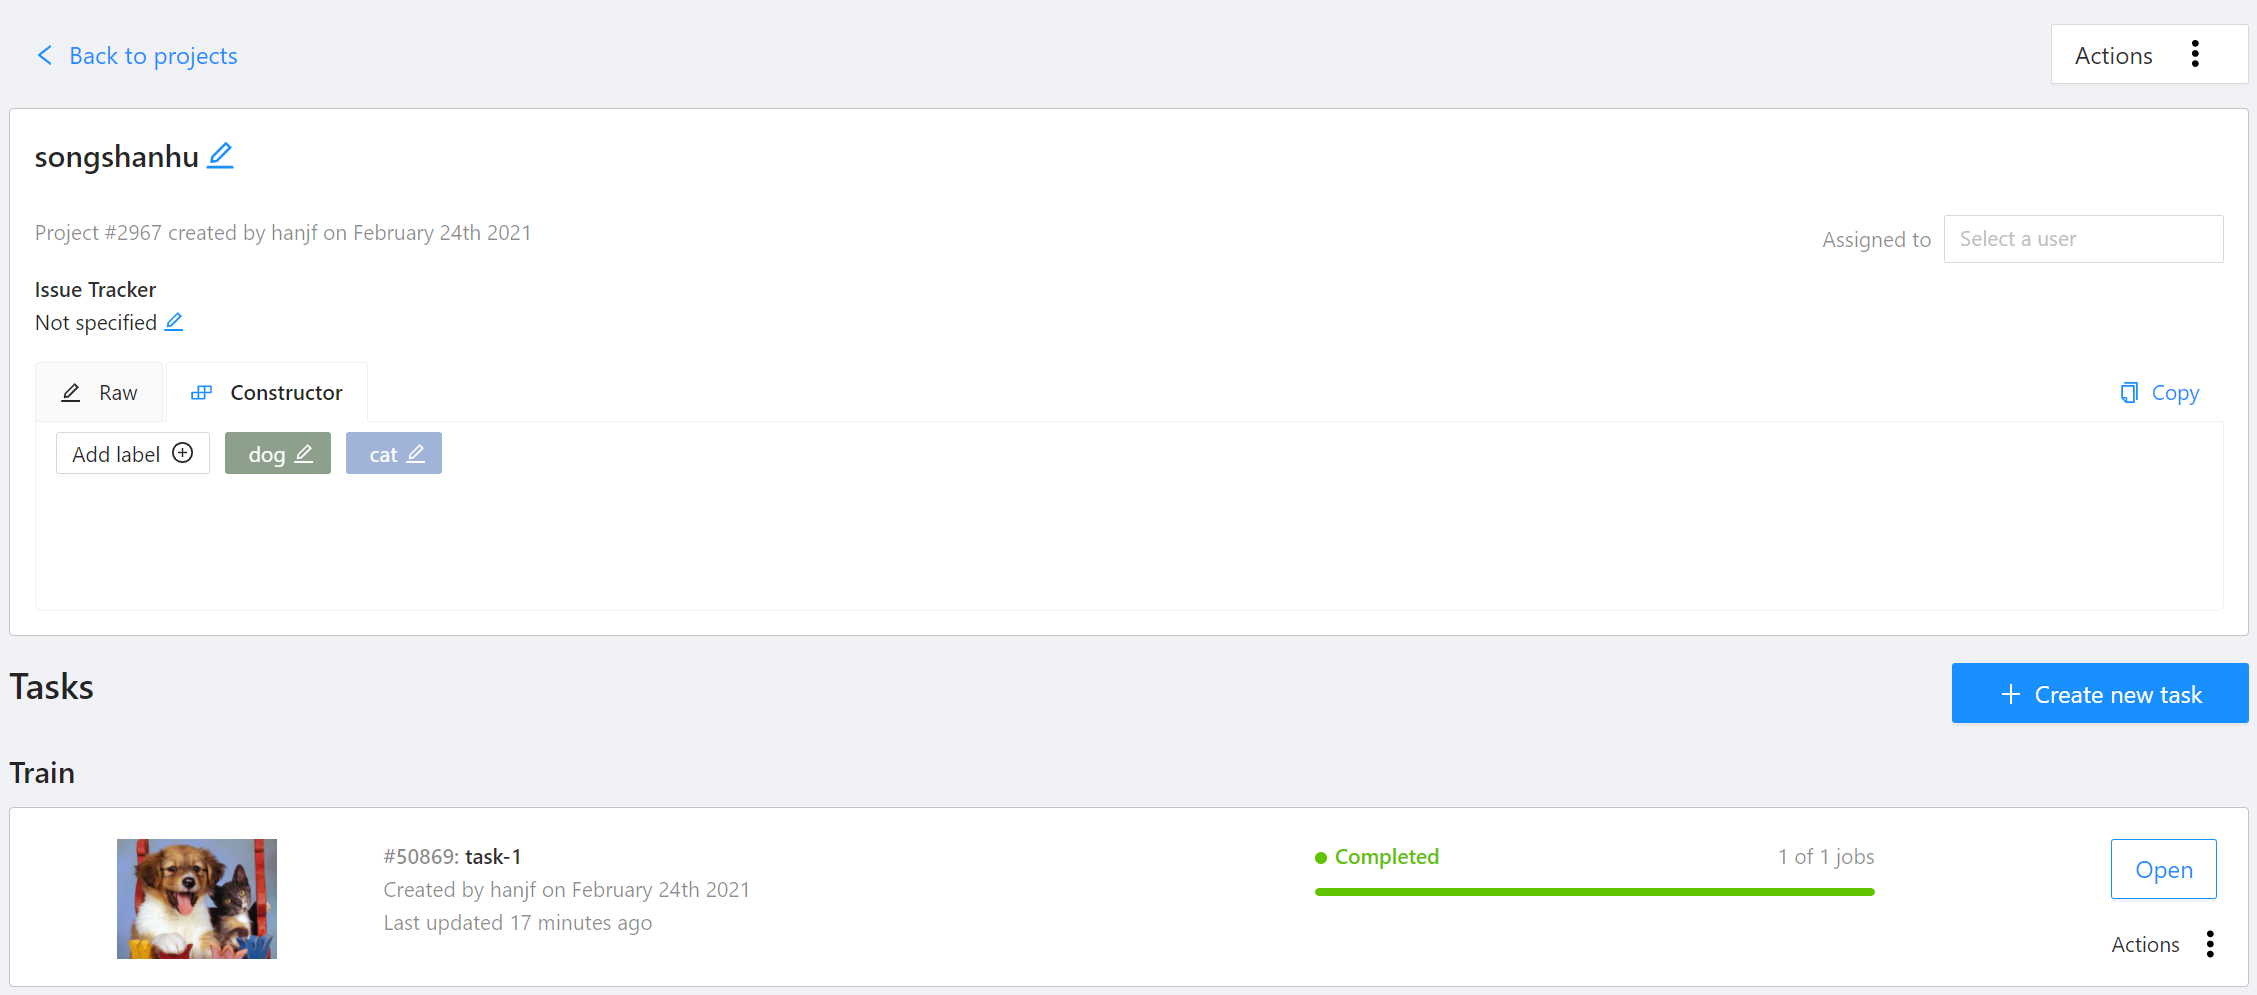 Back to projects
Actions
songshanhu
Project #2967 created by hanjf on February 24th 2021
Assigned to
Select a user
Issue Tracker
Not specified
Raw
Constructor
Copy
Add label
dog
cat
Tasks
Create new task
Train
#50869: task-1
Created by hanjf on February 24th 2021
Last updated 17 minutes ago
Completed
1 of 1 jobs
Open
Actions